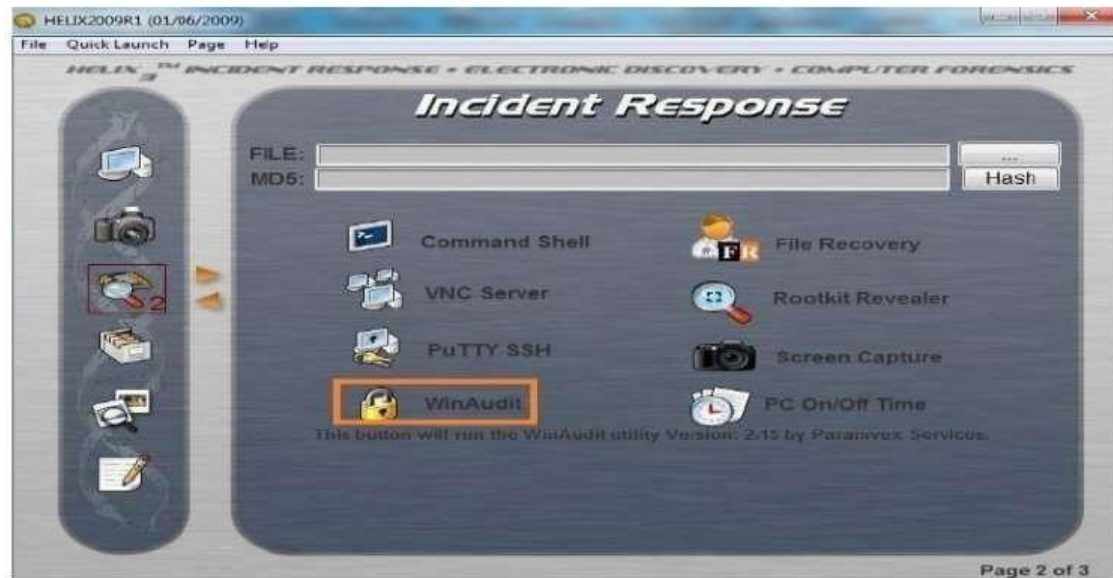 HELIX2009R1 (01/06/2009)
File Quick Launch Page Help
HELIX3™ INCIDENT RESPONSE • ELECTRONIC DISCOVERY • COMPUTER FORENSICS
Incident Response
FILE: ...
MD5: Hash
Command Shell
File Recovery
FR
VNC Server
Rootkit Revealer
2
PuTTY SSH
Screen Capture
WinAudit
PC On/Off Time
This button will run the WinAudit utility Version: 2.15 by Paramvex Services.
Page 2 of 3